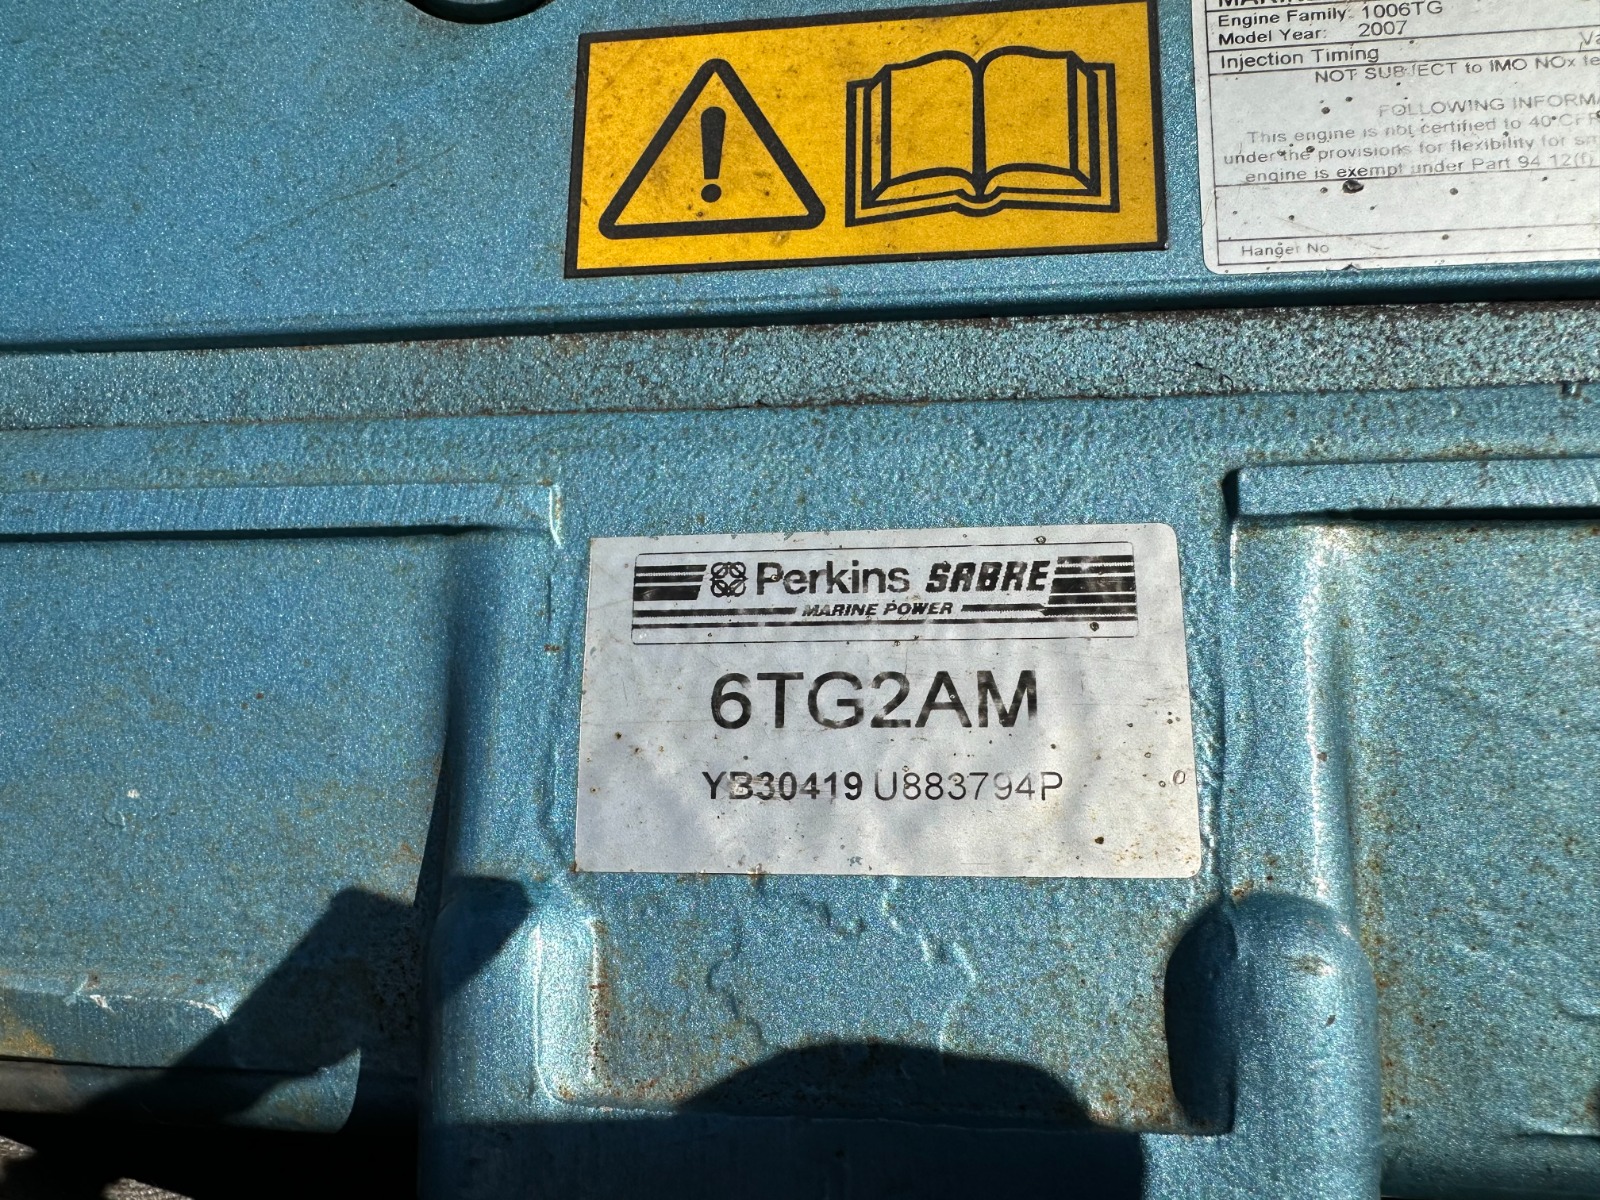 Engine Family: 1006TG
Model Year: 2007
Injection Timing
NOT SUBJECT to IMO NOx te
FOLLOWING INFORMA
This engine is not certified to 40 CFR
under the provisions for flexibility for sm
engine is exempt under Part 94 12(f)
Hanger No
Perkins SABRE
MARINE POWER
6TG2AM
YB30419 U883794P